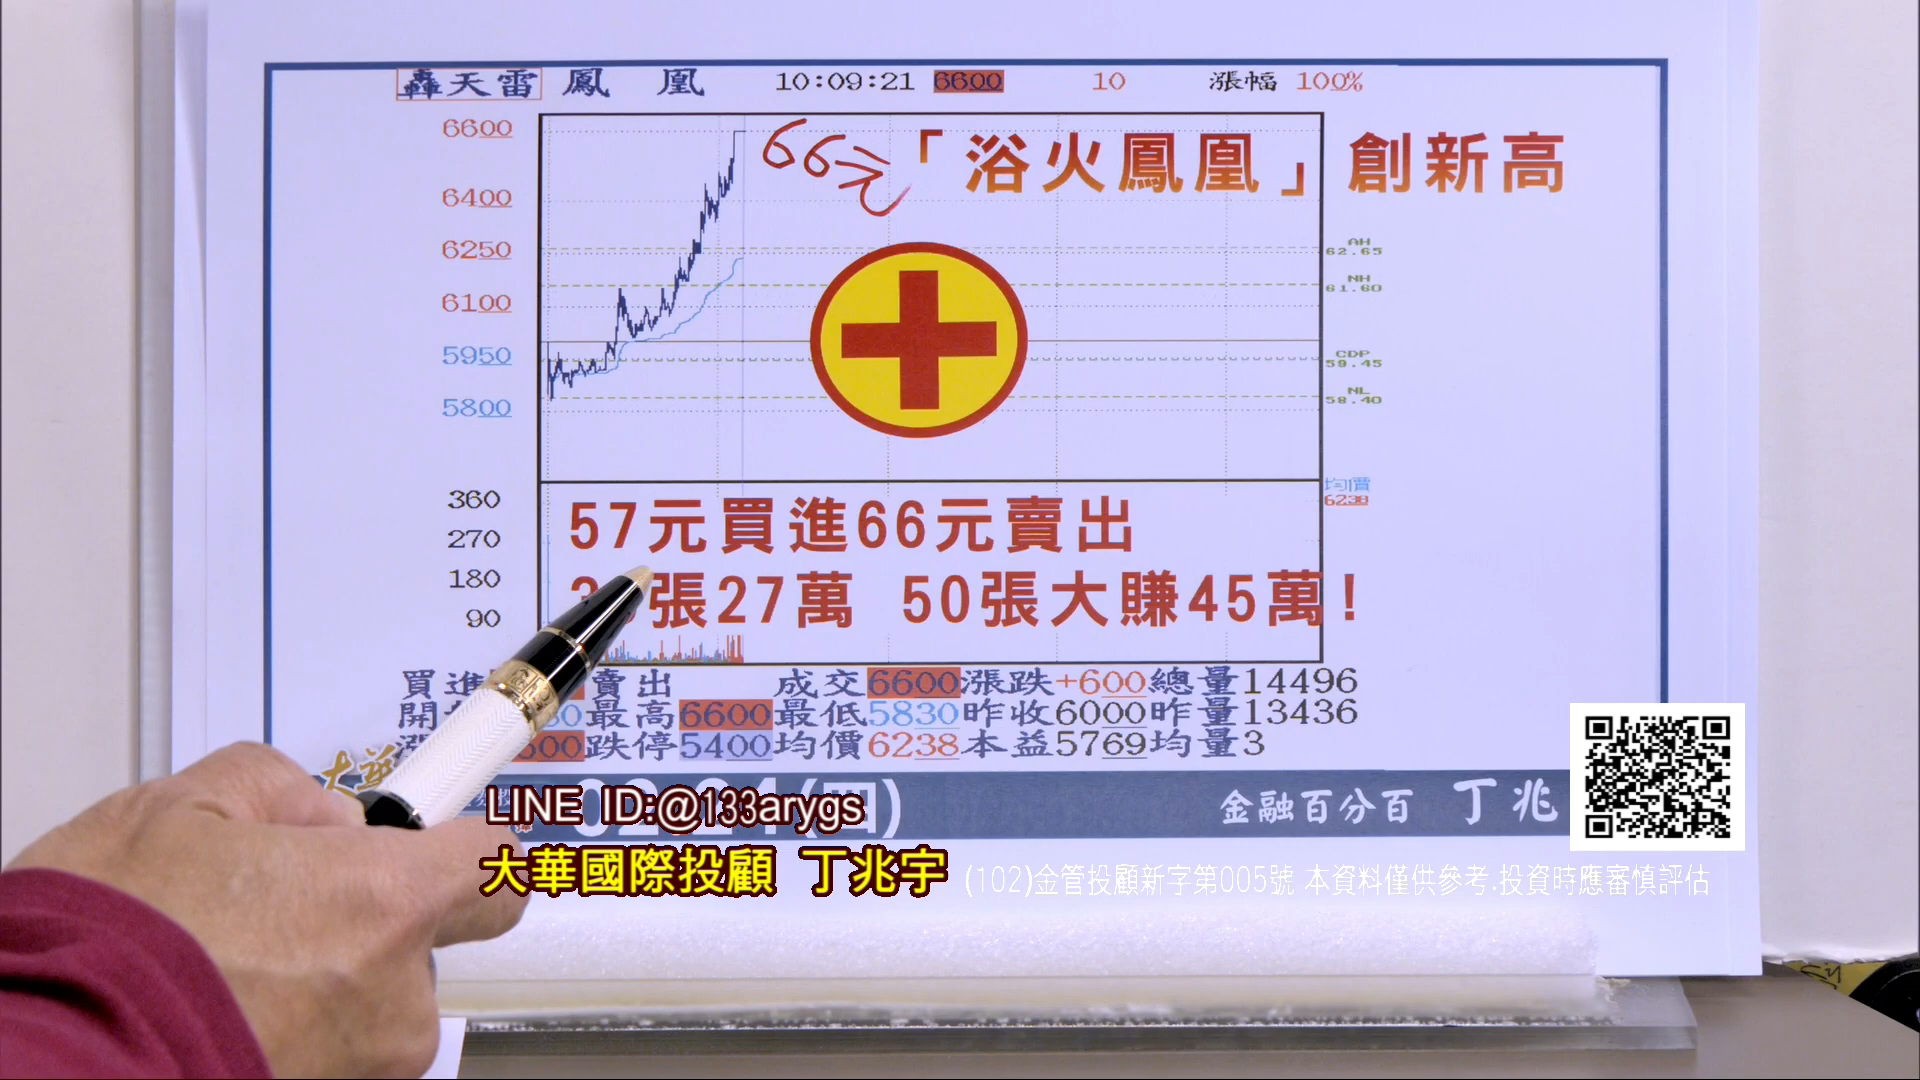 轟天雷 鳳 凰 10:09:21 6600 10 漲幅 100%
6600
6400
6250
6100
5950
5800
66元
「浴火鳳凰」創新高
AH
62.65
NH
61.60
CDP
59.45
NL
58.40
均價
6238
360
270
180
90
57元買進66元賣出
張27萬 50張大賺45萬!
買進 賣出 成交6600漲跌+600總量14496
最高6600最低5830昨收6000昨量13436
跌停5400均價6238本益5769均量3
大華
(四)
金融百分百 丁兆
LINE ID:@133arygs
大華國際投顧 丁兆宇
(102)金管投顧新字第005號 本資料僅供參考.投資時應審慎評估